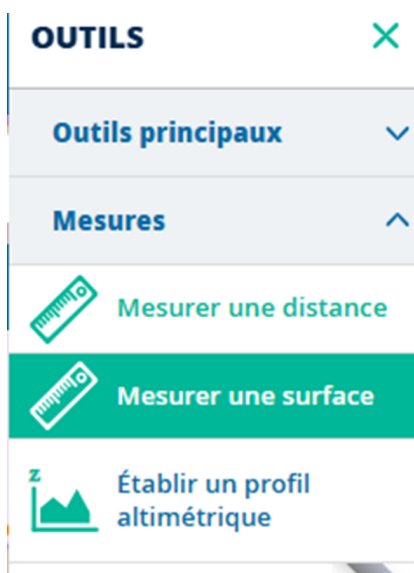 OUTILS
Outils principaux
Mesures
Mesurer une distance
Mesurer une surface
z
Établir un profil
altimétrique